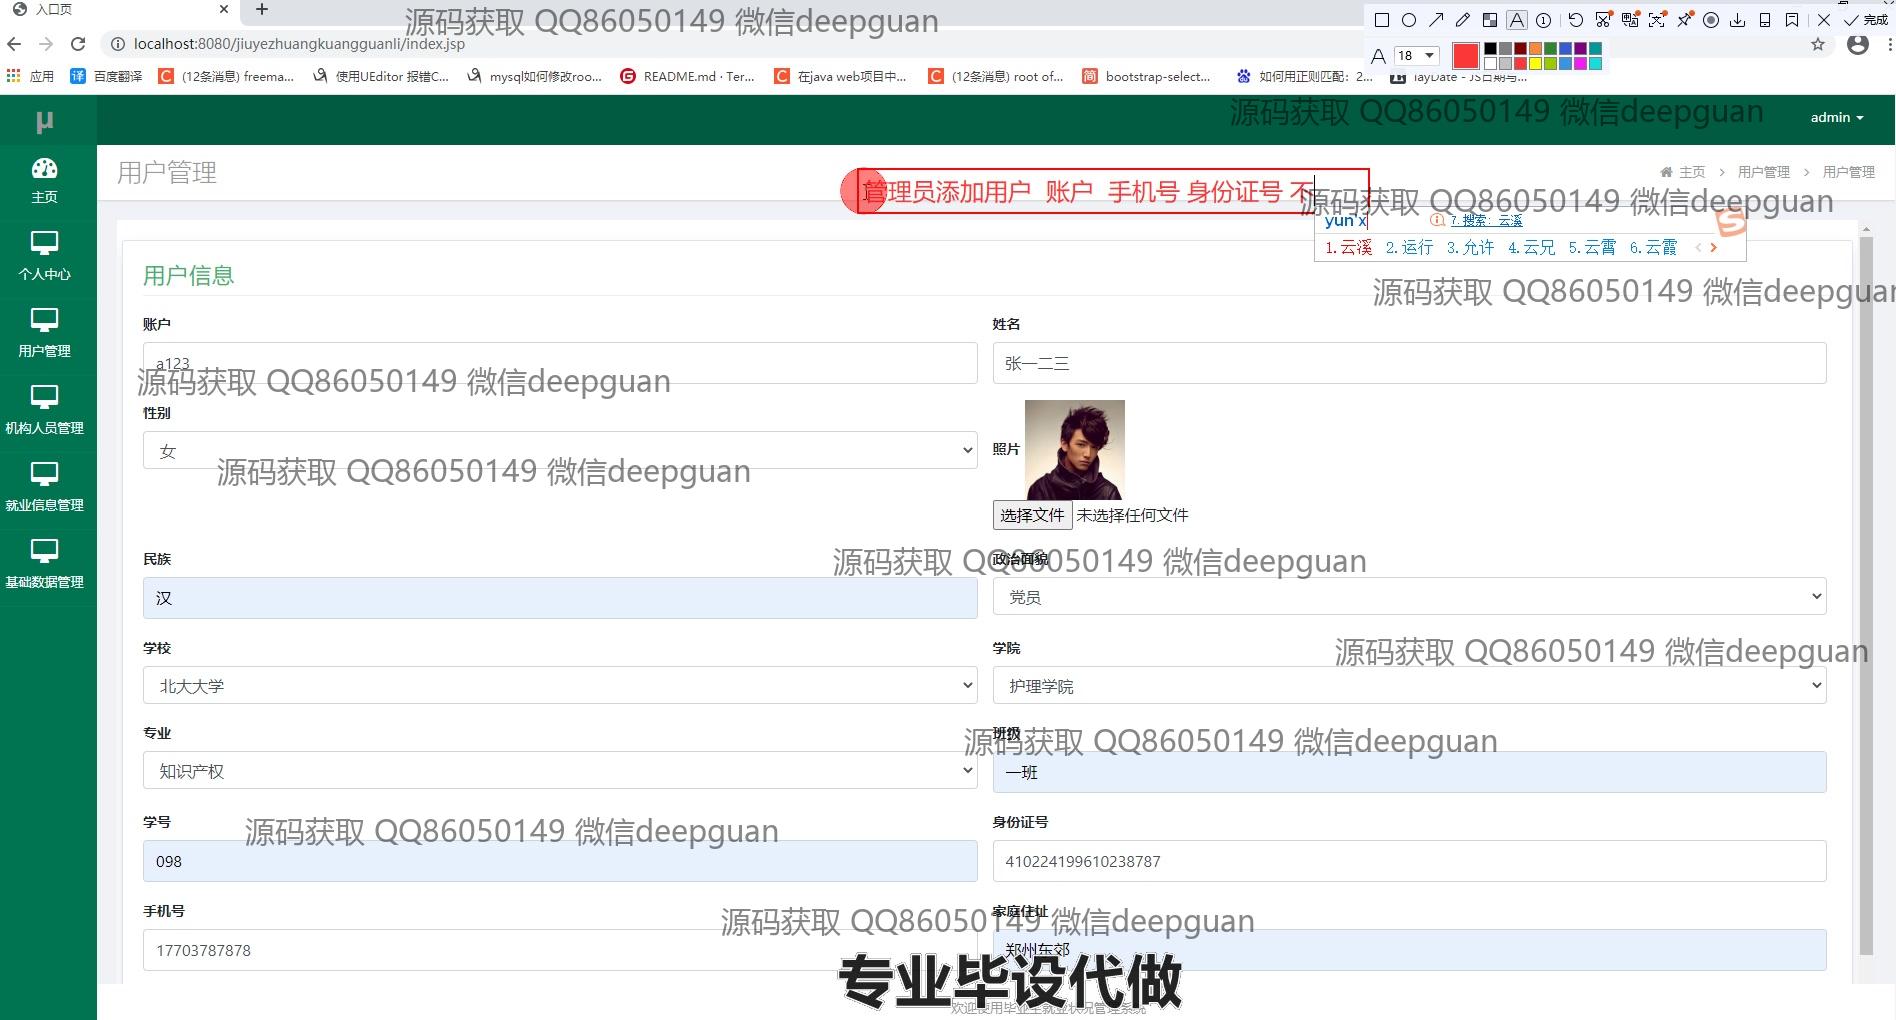 入口页
源码获取 QQ86050149 微信deepguan
完成
localhost:8080/jiuyezhuangkuangguanli/index.jsp
18
应用 百度翻译 (12条消息) freema... 使用UEditor 报错C... mysql如何修改roo... README.md · Ter... 在java web项目中... (12条消息) root of... bootstrap-select... 如何用正则匹配：2... layDate - JS日期与...
源码获取 QQ86050149 微信deepguan
admin
μ
用户管理
管理员添加用户 账户 手机号 身份证号 不
主页 > 用户管理 > 用户管理
源码获取 QQ86050149 微信deepguan
yun'x
7.搜索：云溪
1.云溪 2.运行 3.允许 4.云兄 5.云霄 6.云霞
主页
个人中心
用户管理
机构人员管理
就业信息管理
基础数据管理
用户信息
源码获取 QQ86050149 微信deepguan
账户
姓名
a123
张一二三
源码获取 QQ86050149 微信deepguan
性别
女
照片
源码获取 QQ86050149 微信deepguan
选择文件 未选择任何文件
民族
政治面貌
源码获取 QQ86050149 微信deepguan
汉
党员
学校
学院
源码获取 QQ86050149 微信deepguan
北大大学
护理学院
专业
班级
源码获取 QQ86050149 微信deepguan
知识产权
一班
学号
身份证号
源码获取 QQ86050149 微信deepguan
098
410224199610238787
手机号
家庭住址
源码获取 QQ86050149 微信deepguan
17703787878
郑州东郊
专业毕设代做
欢迎使用毕业生就业状况管理系统